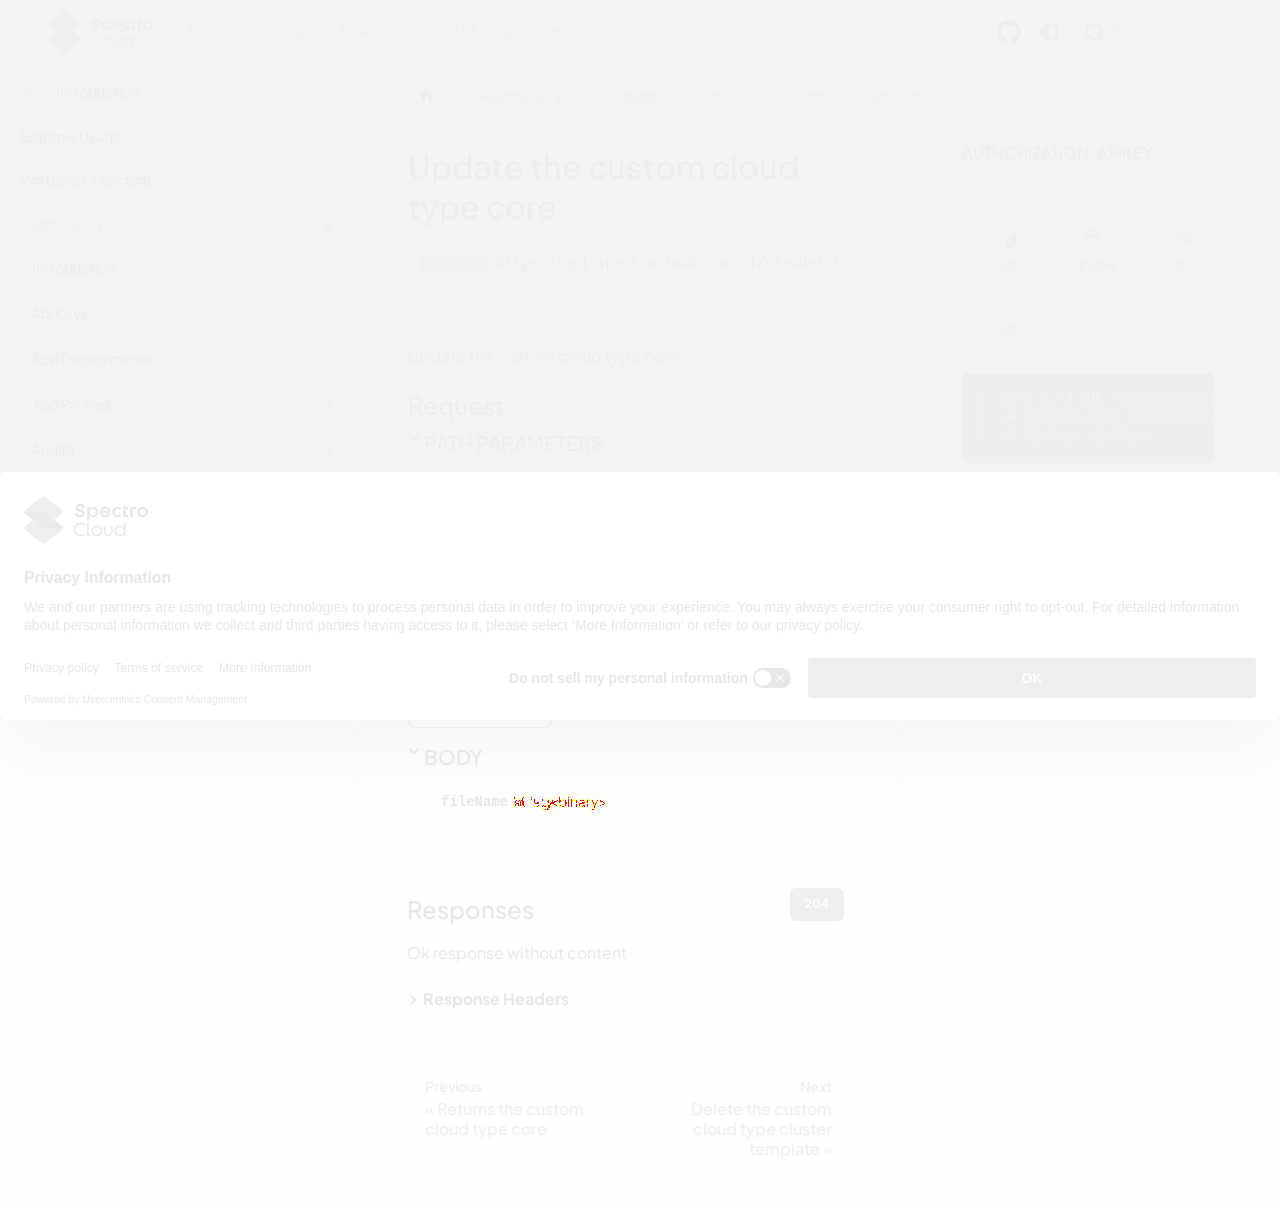 Spectro Cloud
Docs Tutorials Downloads API latest
Search
Introduction
Palette API V1
Clouds
Update the custom cloud type core
Example Usage
Postman Collection
Palette API V1
Introduction
Api Keys
App Deployments
App Profiles
Audits
Update the custom cloud
type core
https://api.spectrocloud.com/v1/clouds/clo
Update the custom cloud type core
Request
PATH PARAMETERS
AUTHORIZATION: APIKEY
CURL
PYTHON
GO
CURL
PUT
Spectro
Cloud
Privacy Information
We and our partners are using tracking technologies to process personal data in order to improve your experience. You may always exercise your consumer right to opt-out. For detailed information
about personal information we collect and third parties having access to it, please select 'More Information' or refer to our privacy policy.
Privacy policy Terms of service More Information
Do not sell my personal information
OK
Powered by Usercentrics Consent Management
BODY
fileName
Responses
204
Ok response without content
Response Headers
Previous
« Returns the custom
cloud type core
Next
Delete the custom
cloud type cluster
template »